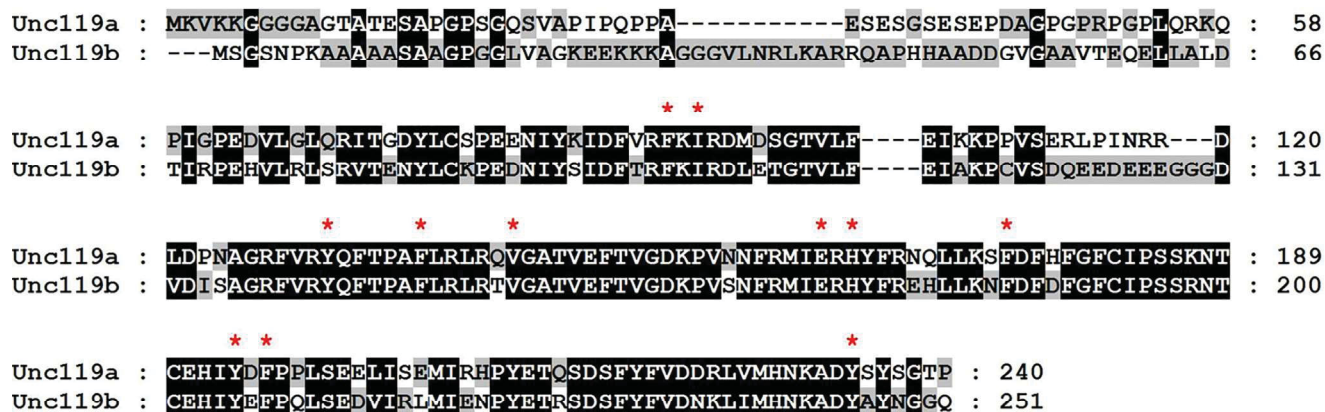 * *
Unc119a : MKVKKGGGGAGTATESAPGPSGQSVAPIPQPPA-----------ESESGSESEPDAGPGPRPGPLQRKQ : 58
Unc119b : ---MSGSNPKAAAAASAAGPGGLVAGKEEKKKAGGGVLNRLKARRQAPHHAADDGVGAAVTEQELLALD : 66
* *
Unc119a : PIGPEDVLGLQRITGDYLCSPEENIYKIDFVRFKIRDMDSGTVLF----EIKKPPVSERLPINRR---D : 120
Unc119b : TIRPEHVLRLSRVTENYLCKPEDNIYSIDFTRFKIRDLETGTVLF----EIAKPCVSDQEEDEEEGGGD : 131
* * * * * *
Unc119a : LDPNAGRFVRYQFTPAFLRLRQVGATVEFTVGDKPVNNFRMIERHYFRNQLLKSFDFHFGFCIPSSKNT : 189
Unc119b : VDISAGRFVRYQFTPAFLRLRTVGATVEFTVGDKPVSNFRMIERHYFREHLLKNFDFDFGFCIPSSRNT : 200
* * *
Unc119a : CEHIYDFPPLSEELISEMIRHPYETQSDSFYFVDDRLVMHNKADYSYSGTP : 240
Unc119b : CEHIYEFPQLSEDVIRLMIENPYETRSDSFYFVDNKLIMHNKADYAYNGGQ : 251